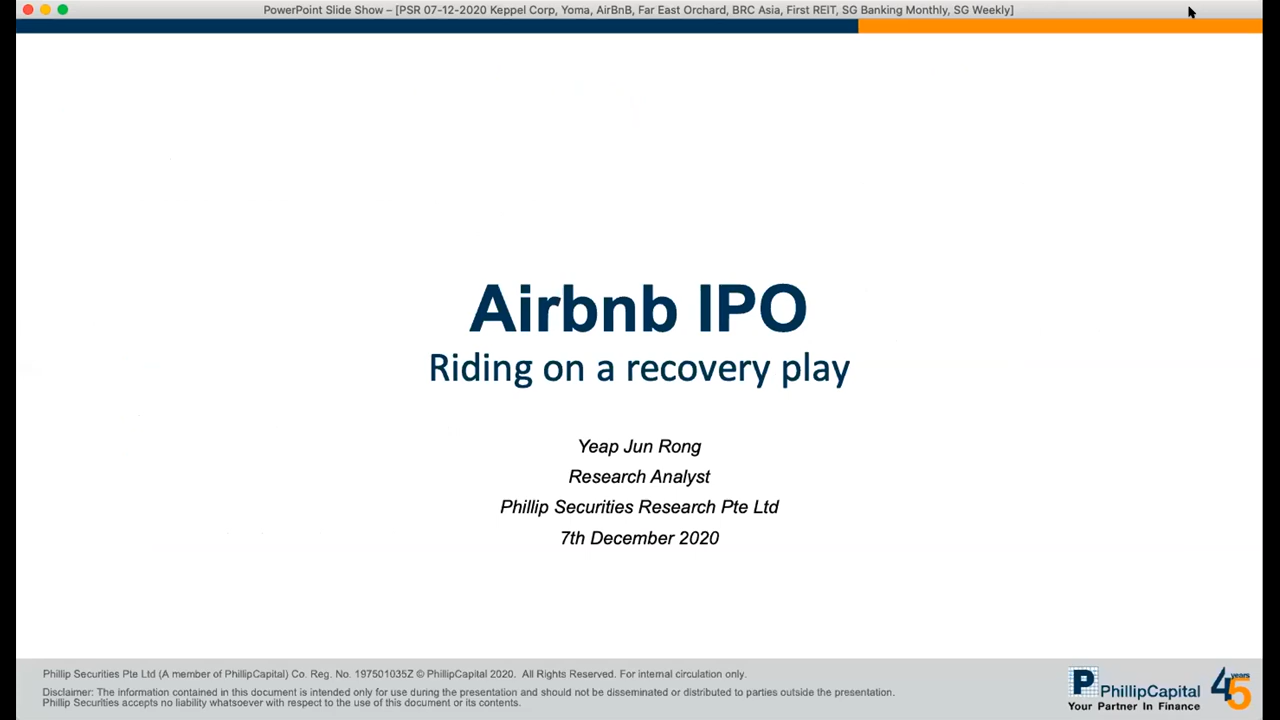 PowerPoint Slide Show – [PSR 07-12-2020 Keppel Corp, Yoma, AirBnB, Far East Orchard, BRC Asia, First REIT, SG Banking Monthly, SG Weekly]
Airbnb IPO
Riding on a recovery play
Yeap Jun Rong
Research Analyst
Phillip Securities Research Pte Ltd
7th December 2020
Phillip Securities Pte Ltd (A member of PhillipCapital) Co. Reg. No. 197501035Z © PhillipCapital 2020. All Rights Reserved. For internal circulation only.
Disclaimer: The information contained in this document is intended only for use during the presentation and should not be disseminated or distributed to parties outside the presentation.
Phillip Securities accepts no liability whatsoever with respect to the use of this document or its contents.
P PhillipCapital
Your Partner In Finance
45 years